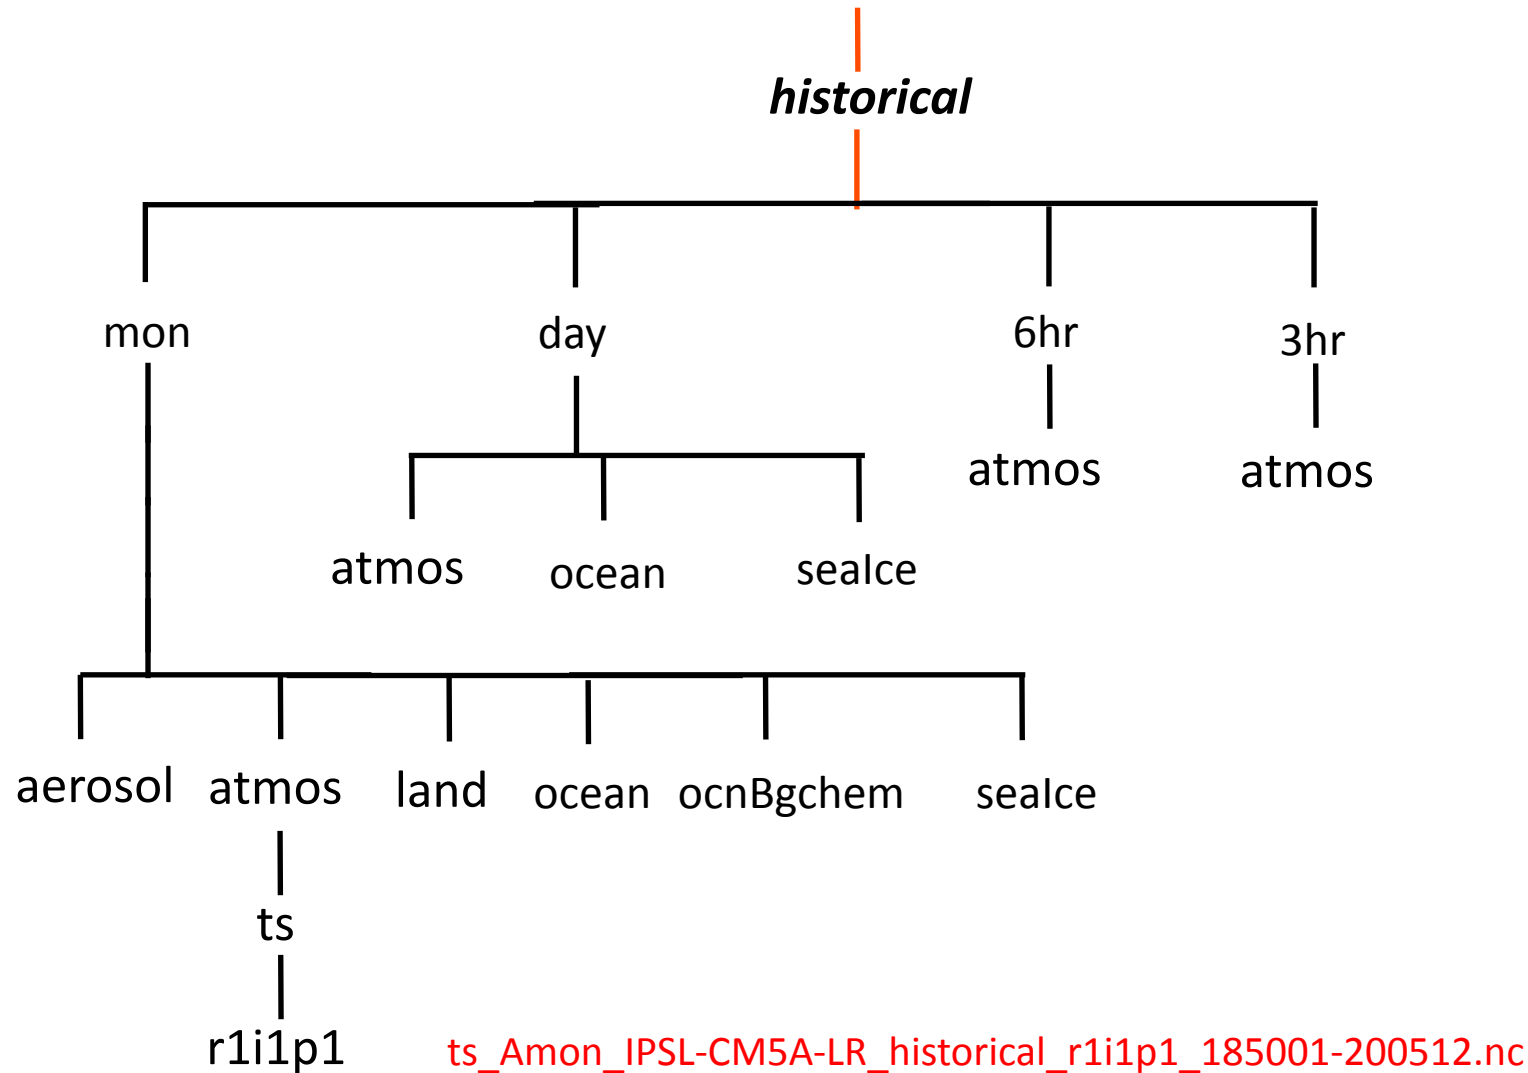 historical
mon day 6hr 3hr
atmos atmos
atmos ocean seaIce
aerosol atmos land ocean ocnBgchem seaIce
ts
r1i1p1 ts_Amon_IPSL-CM5A-LR_historical_r1i1p1_185001-200512.nc